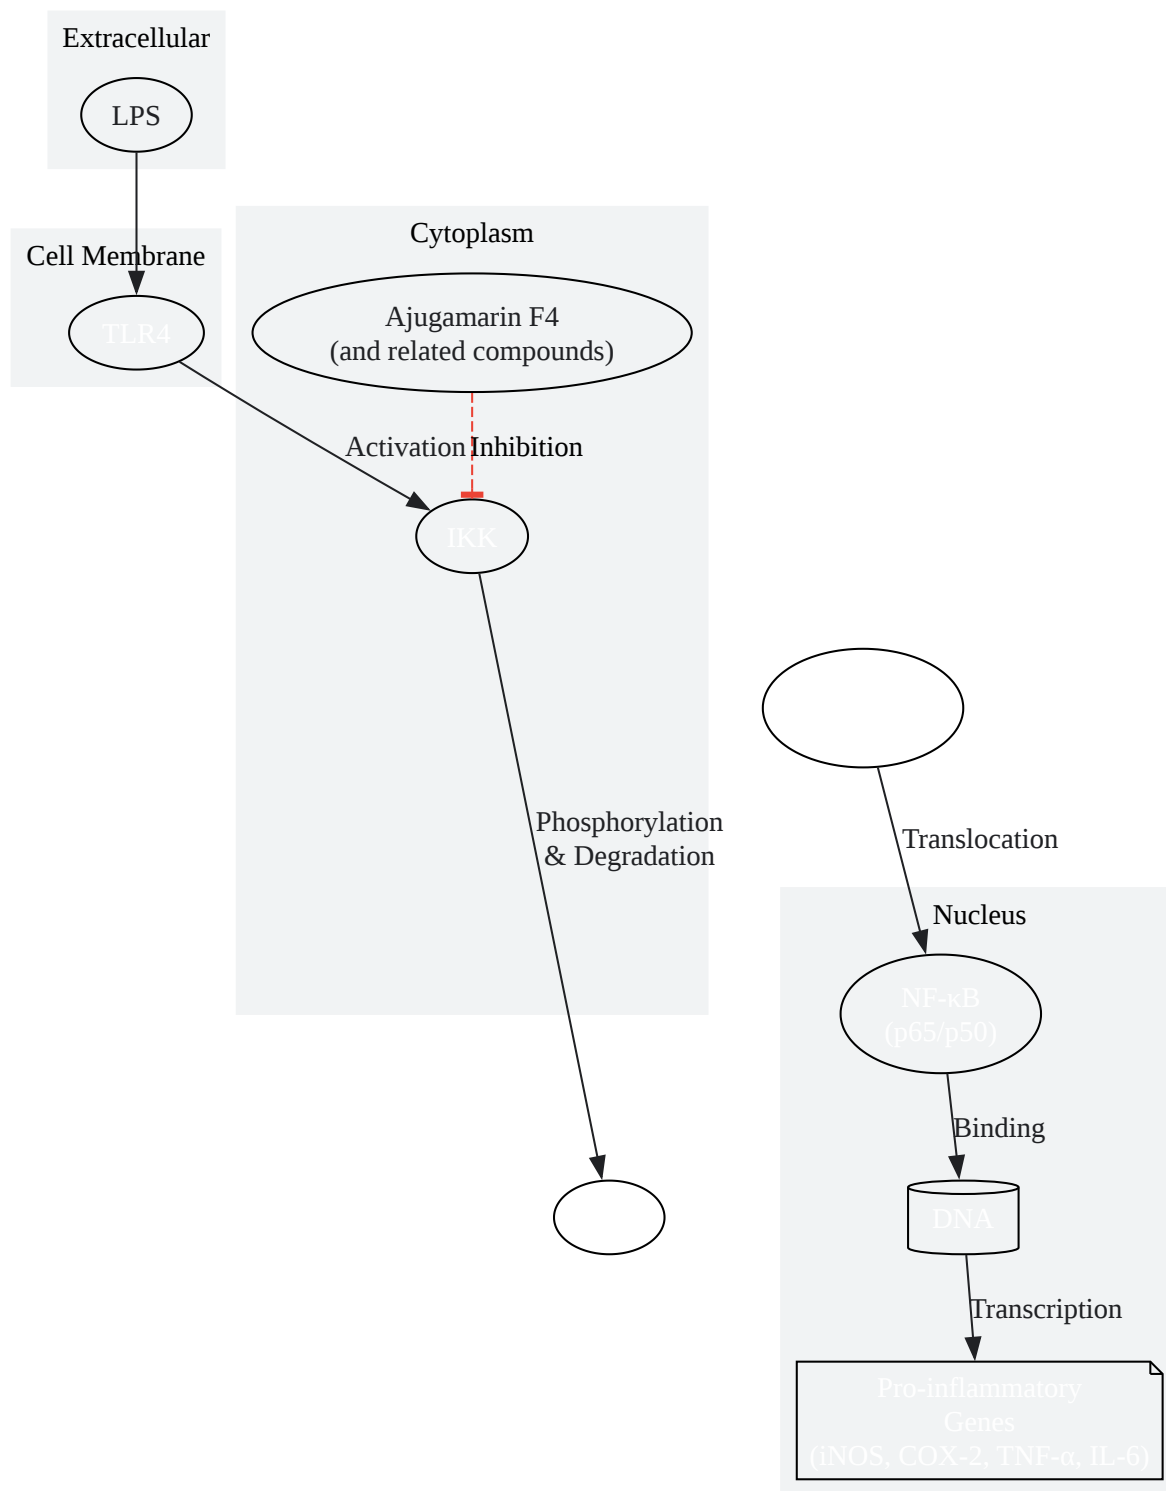 Extracellular
LPS
Cell Membrane
TLR4
Cytoplasm
Ajugamarin F4
(and related compounds)
Activation
Inhibition
IKK
Phosphorylation
& Degradation
Translocation
Nucleus
NF-κB
(p65/p50)
Binding
DNA
Transcription
Pro-inflammatory
Genes
(iNOS, COX-2, TNF-α, IL-6)